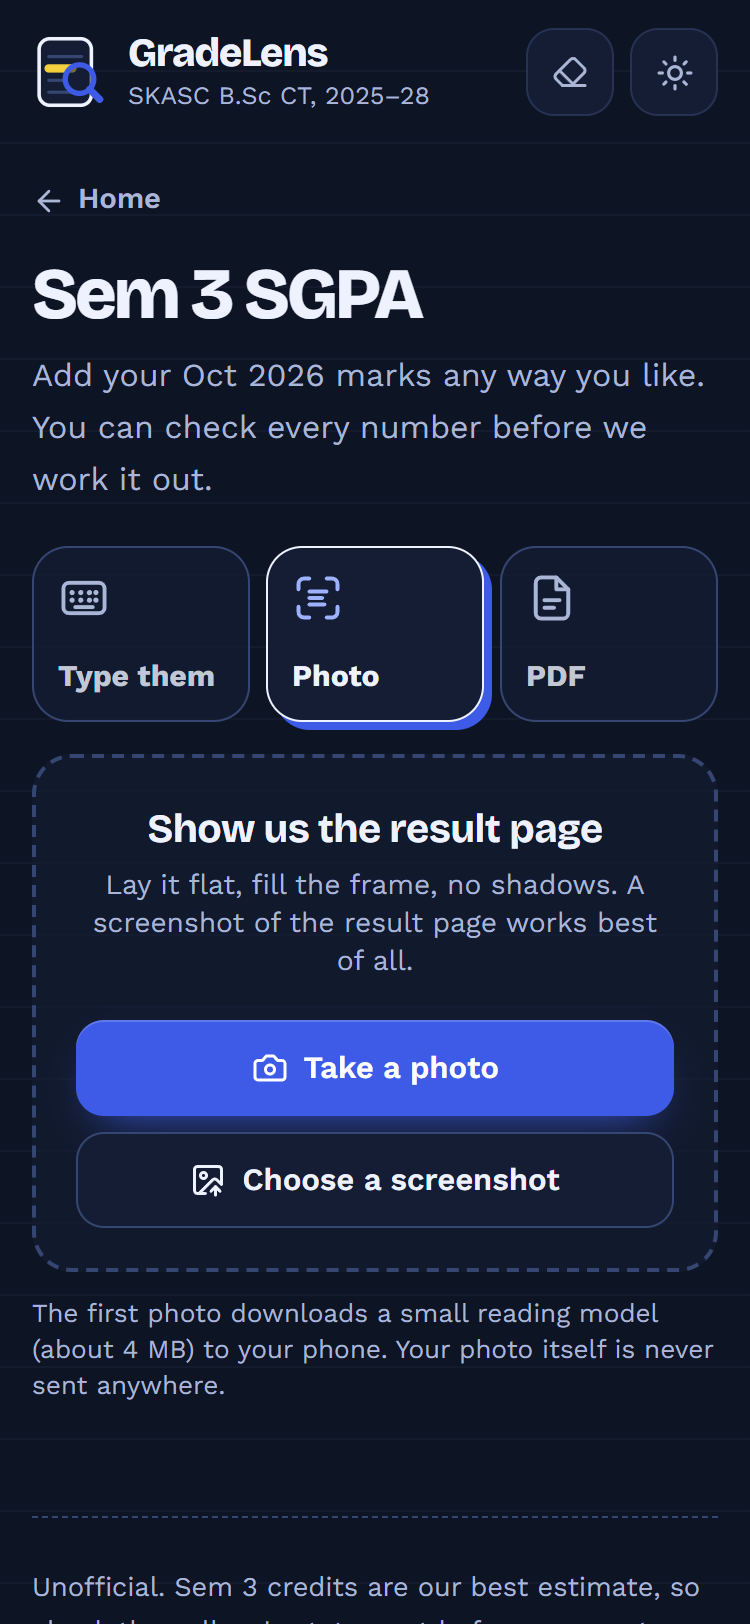 GradeLens
SKASC B.Sc CT, 2025–28
Home
Sem 3 SGPA
Add your Oct 2026 marks any way you like.
You can check every number before we
work it out.
Type them
Photo
PDF
Show us the result page
Lay it flat, fill the frame, no shadows. A
screenshot of the result page works best
of all.
Take a photo
Choose a screenshot
The first photo downloads a small reading model
(about 4 MB) to your phone. Your photo itself is never
sent anywhere.
Unofficial. Sem 3 credits are our best estimate, so